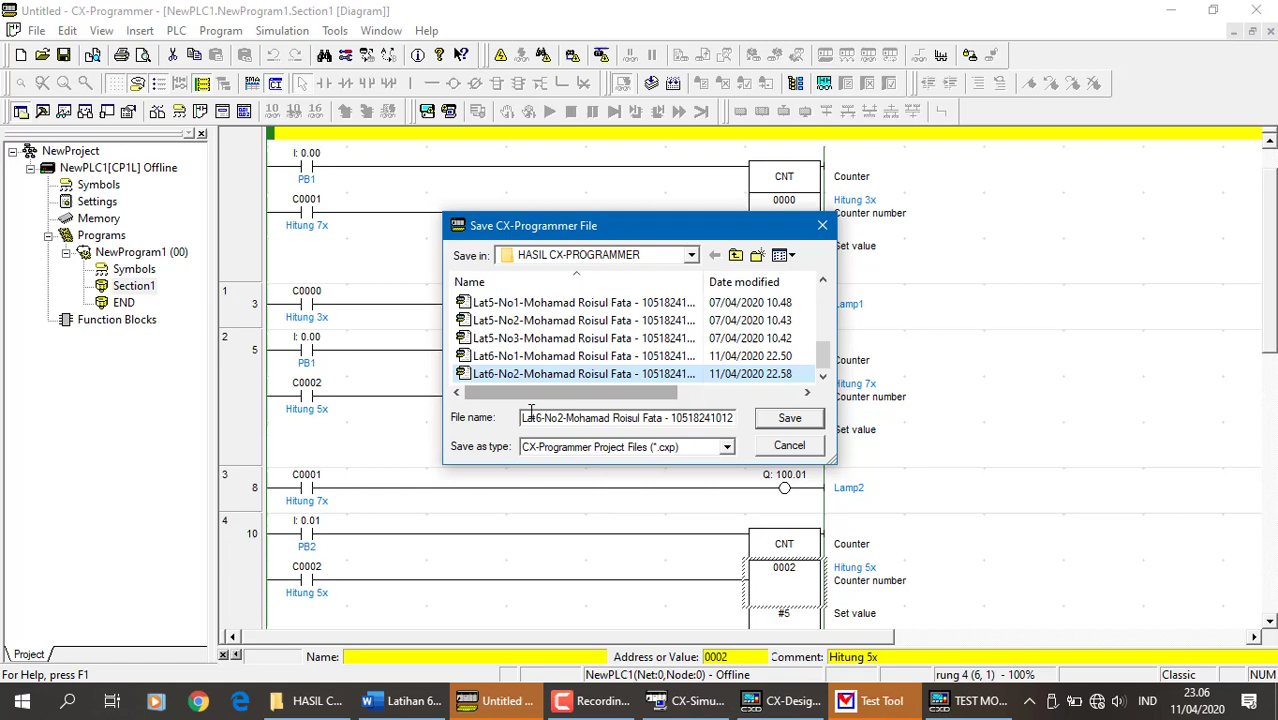 Untitled - CX-Programmer - [NewPLC1.NewProgram1.Section1 [Diagram]]
File Edit View Insert PLC Program Simulation Tools Window Help
NewProject
NewPLC1[CP1L] Offline
Symbols
Settings
Memory
Programs
NewProgram1 (00)
Symbols
Section1
END
Function Blocks
Project
I: 0.00
PB1
CNT
Counter
C0001
Hitung 7x
0000
Hitung 3x
Counter number
Set value
1
3
C0000
Hitung 3x
Lamp1
2
5
I: 0.00
PB1
Counter
C0002
Hitung 5x
Hitung 7x
Counter number
Set value
3
8
C0001
Hitung 7x
Q: 100.01
Lamp2
4
10
I: 0.01
PB2
CNT
Counter
C0002
Hitung 5x
0002
Hitung 5x
Counter number
#5
Set value
Save CX-Programmer File
Save in: HASIL CX-PROGRAMMER
Name Date modified
Lat5-No1-Mohamad Roisul Fata - 10518241... 07/04/2020 10.48
Lat5-No2-Mohamad Roisul Fata - 10518241... 07/04/2020 10.43
Lat5-No3-Mohamad Roisul Fata - 10518241... 07/04/2020 10.42
Lat6-No1-Mohamad Roisul Fata - 10518241... 11/04/2020 22.50
Lat6-No2-Mohamad Roisul Fata - 10518241... 11/04/2020 22.58
File name: Lat6-No2-Mohamad Roisul Fata - 10518241012 Save
Save as type: CX-Programmer Project Files (*.cxp) Cancel
Name: Address or Value: 0002 Comment: Hitung 5x
For Help, press F1 NewPLC1(Net:0,Node:0) - Offline rung 4 (6, 1) - 100% Classic NUM
HASIL C... Latihan 6... Untitled ... Recordin... CX-Simu... CX-Desig... Test Tool TEST MO... IND 23.06
11/04/2020